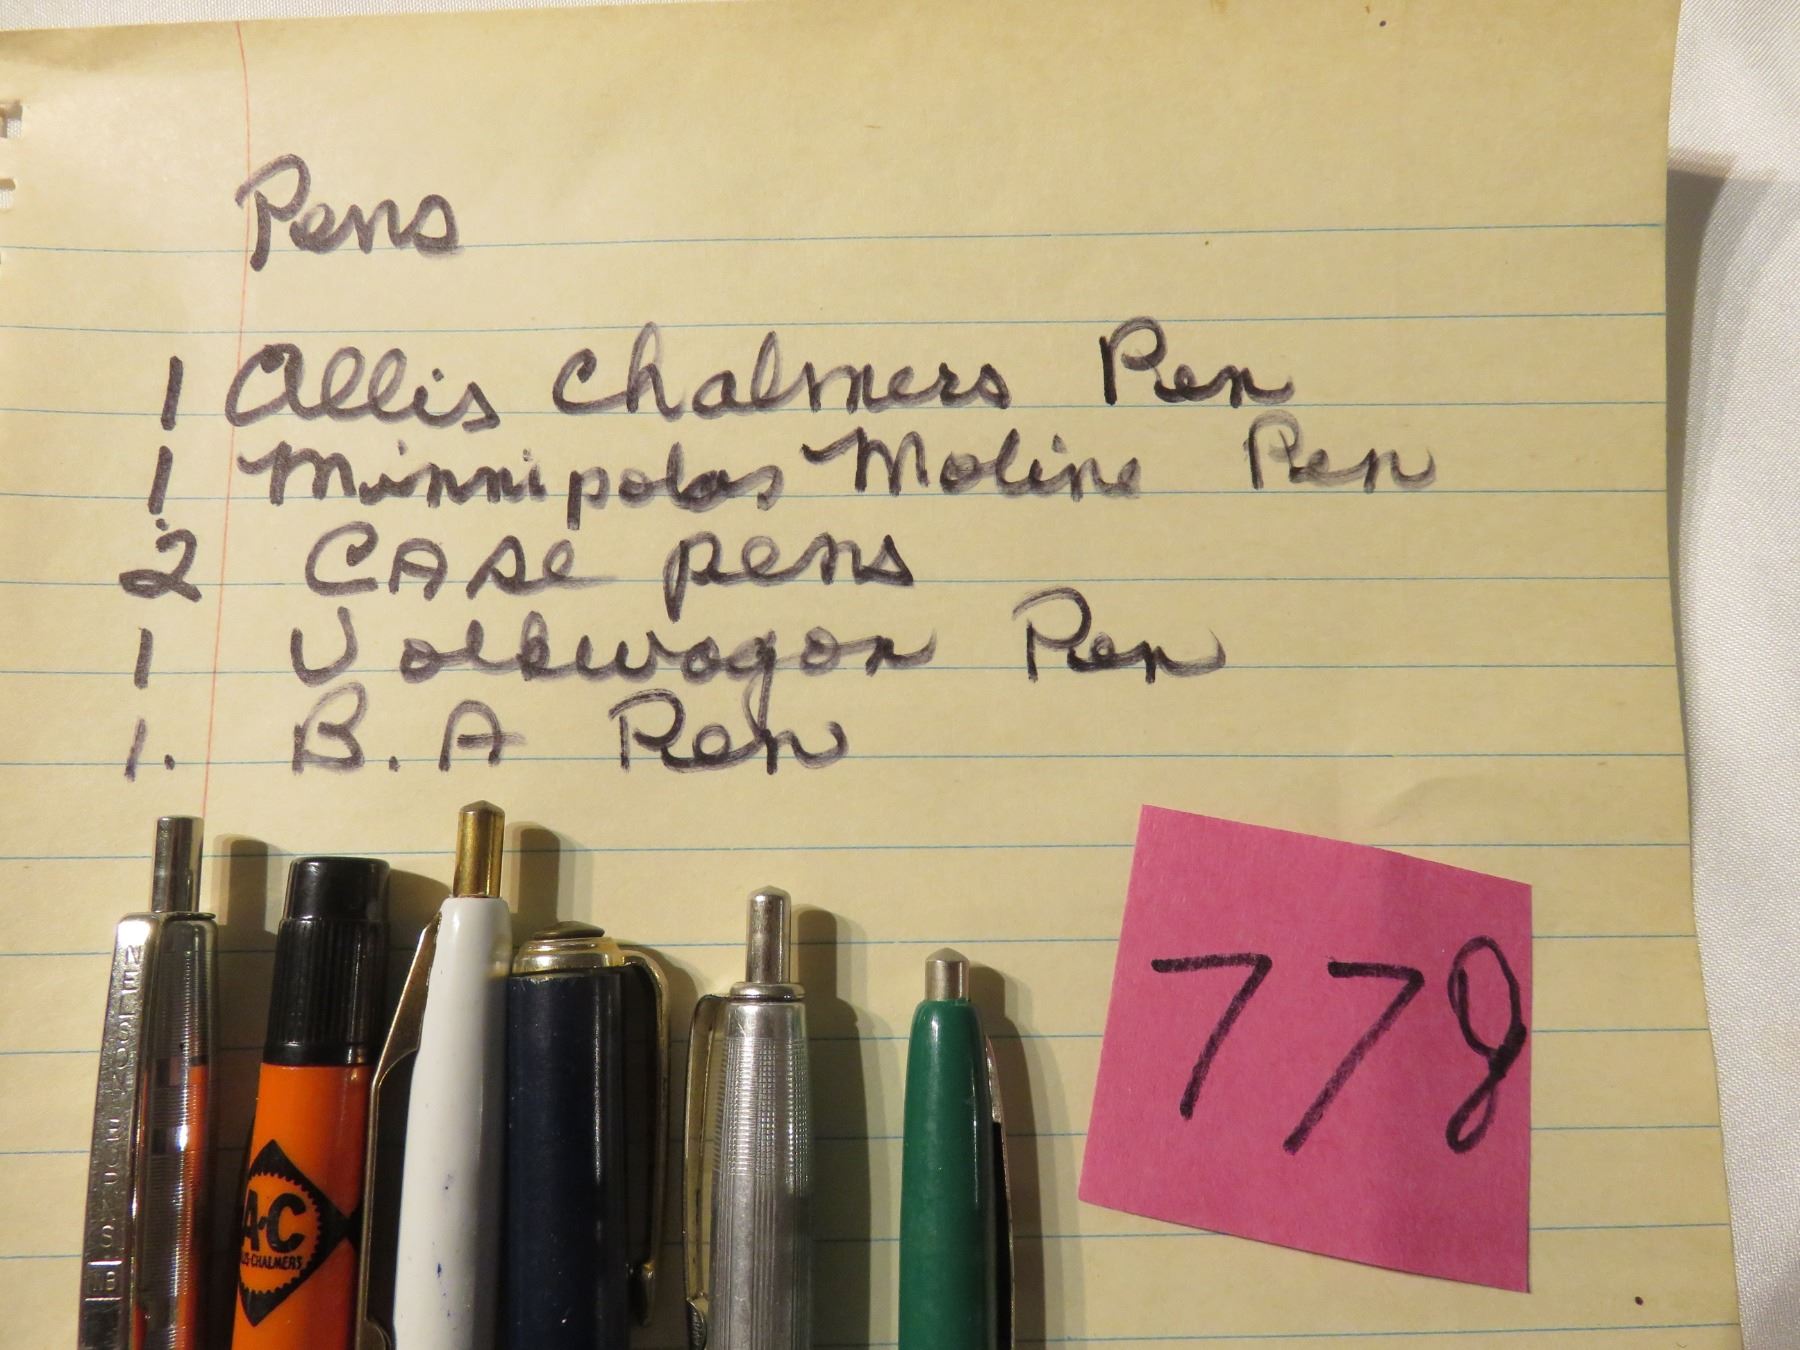 Pens
1 Allis Chalmers Pen
1 Minnipolas Moline Pen
2 CASe pens
1 Volkwagon Pen
1. B.A Pen
778
A-C
IS-CHALMERS